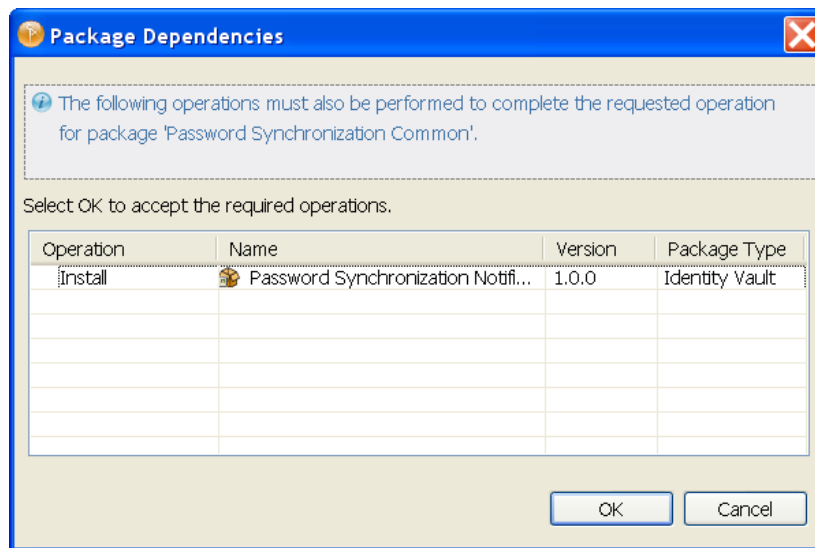 Package Dependencies
The following operations must also be performed to complete the requested operation
for package 'Password Synchronization Common'.
Select OK to accept the required operations.
Operation Name Version Package Type
Install Password Synchronization Notifi... 1.0.0 Identity Vault
OK Cancel